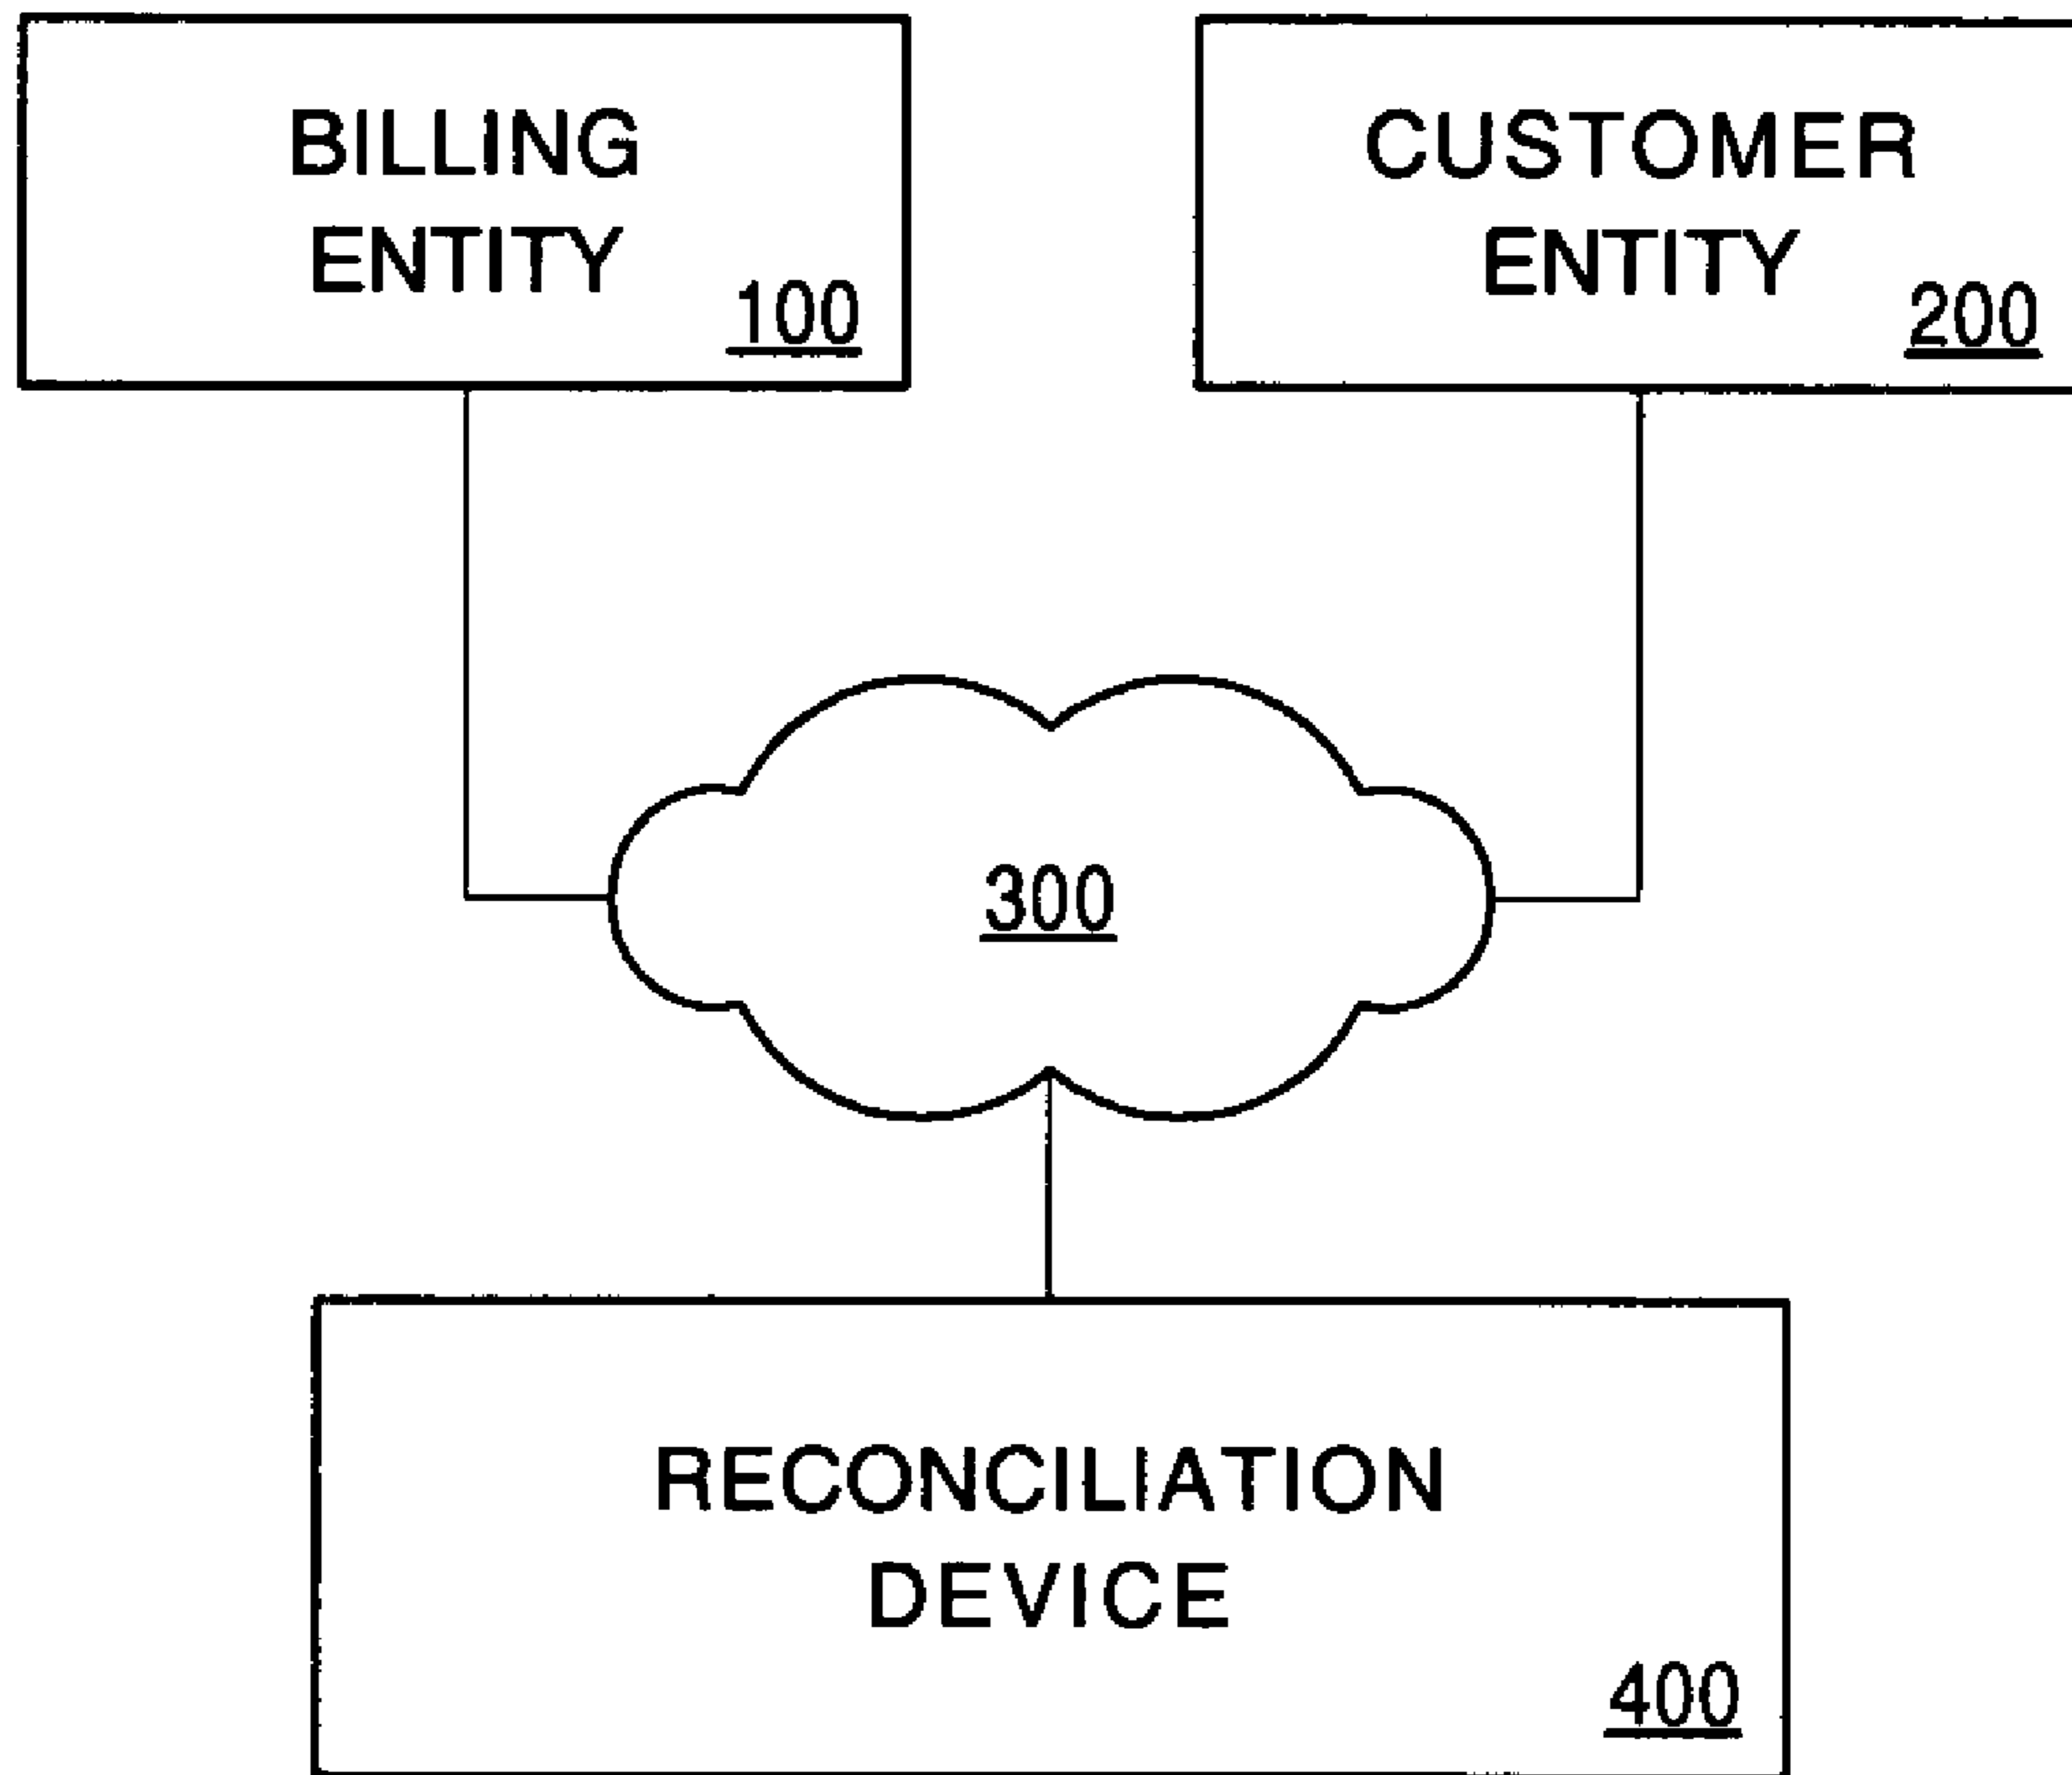 BILLING
ENTITY
100
CUSTOMER
ENTITY
200
300
RECONCILIATION
DEVICE
400